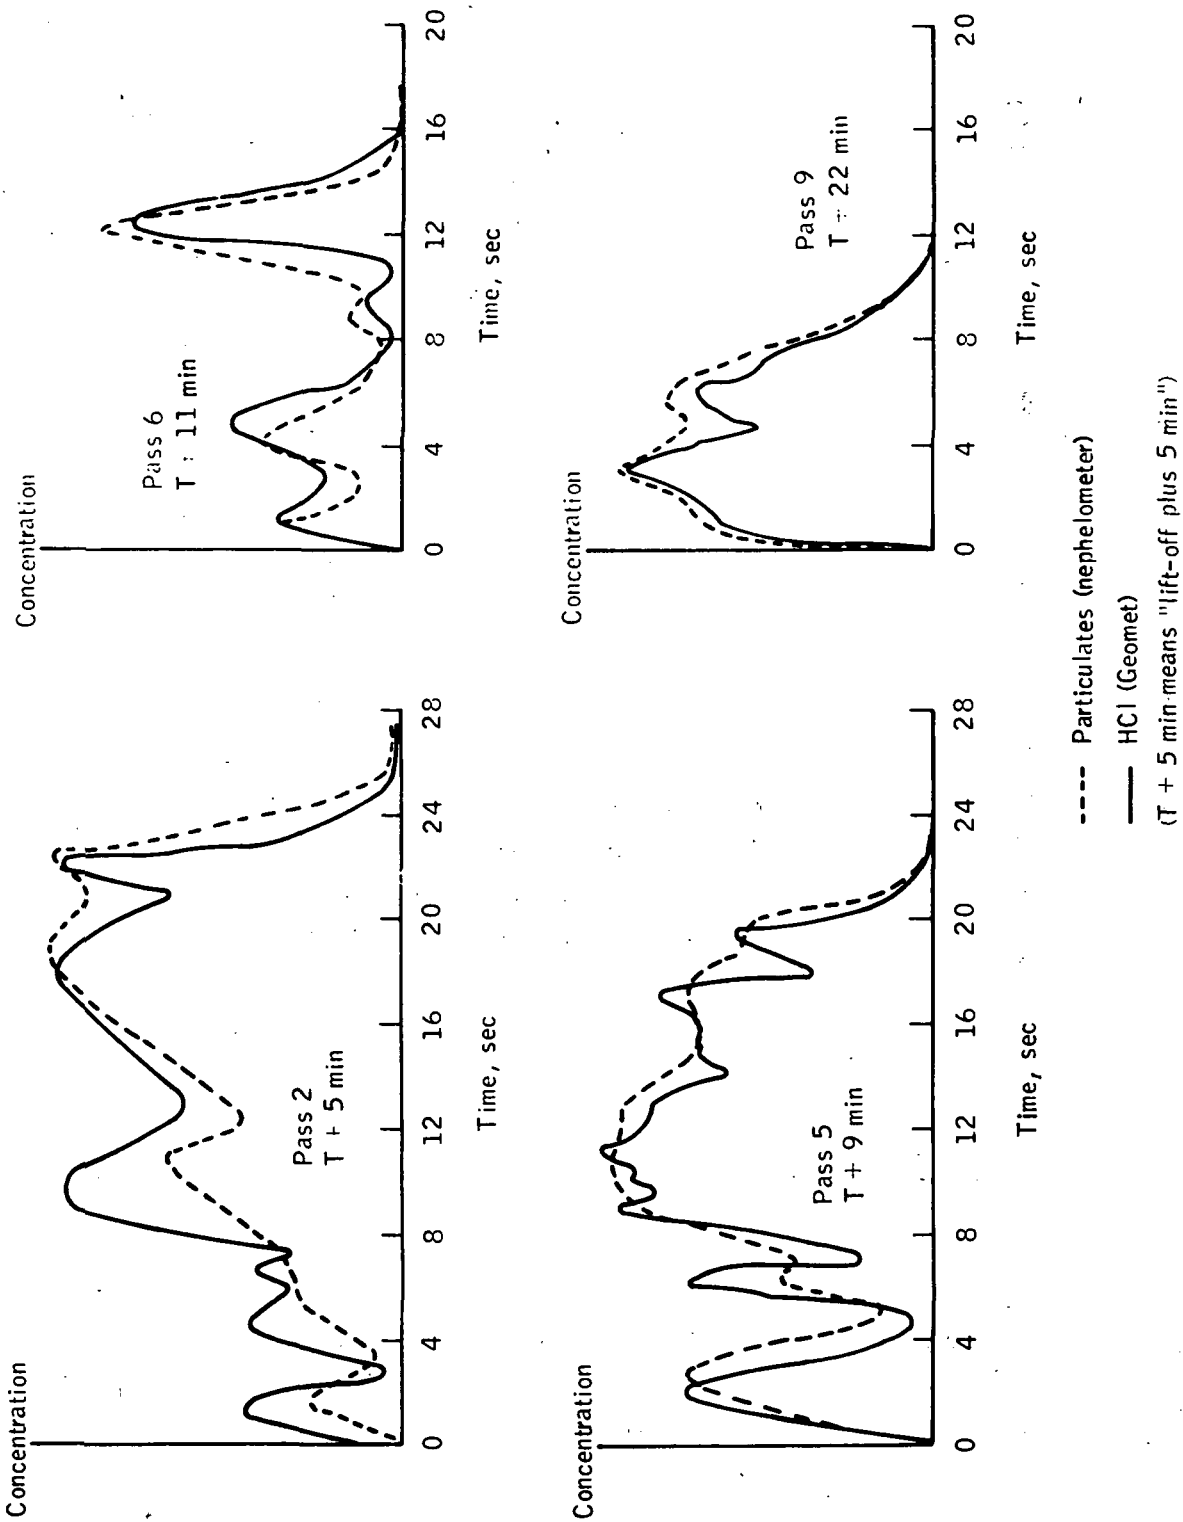 Concentration
Pass 2
T + 5 min
0 4 8 12 16 20 24 28
Time, sec
Concentration
Pass 6
T + 11 min
0 4 8 12 16 20
Time, sec
Concentration
Pass 5
T + 9 min
0 4 8 12 16 20 24 28
Time, sec
Concentration
Pass 9
T + 22 min
0 4 8 12 16 20
Time, sec
---- Particulates (nephelometer)
—— HCl (Geomet)
(T + 5 min means "lift-off plus 5 min")